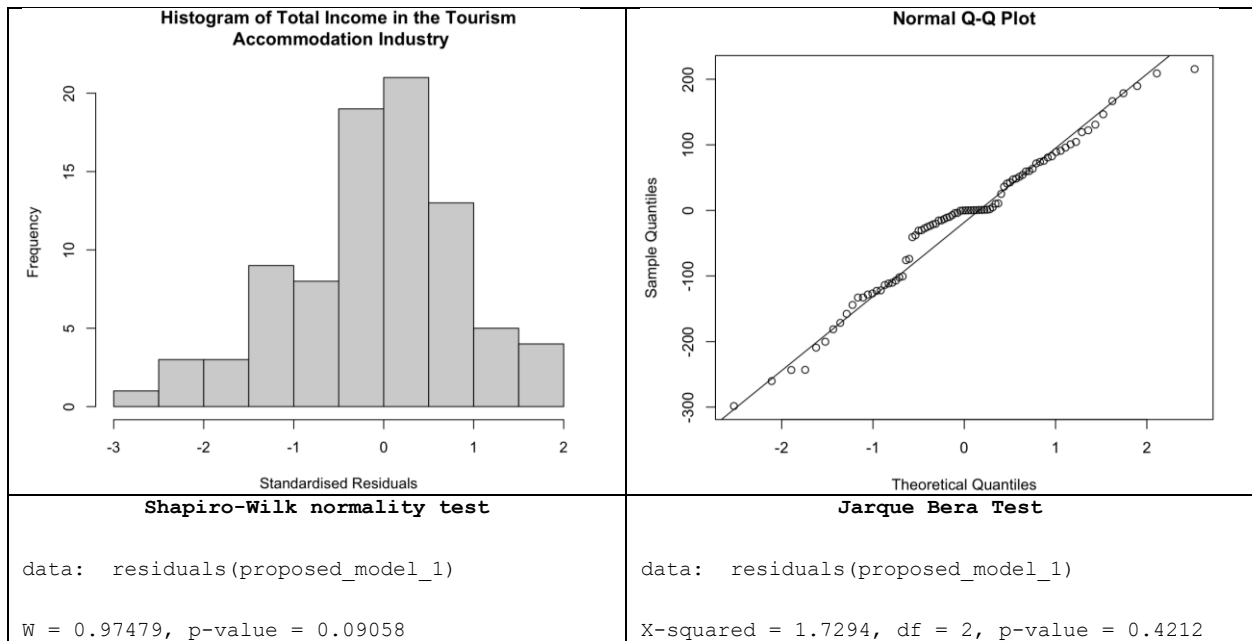 Histogram of Total Income in the Tourism
Accommodation Industry
Frequency
20
15
10
5
0
-3
-2
-1
0
1
2
Standardised Residuals
Normal Q-Q Plot
Sample Quantiles
200
100
0
-100
-200
-300
-2
-1
0
1
2
Theoretical Quantiles
Shapiro-Wilk normality test
data: residuals(proposed_model_1)
W = 0.97479, p-value = 0.09058
Jarque Bera Test
data: residuals(proposed_model_1)
X-squared = 1.7294, df = 2, p-value = 0.4212